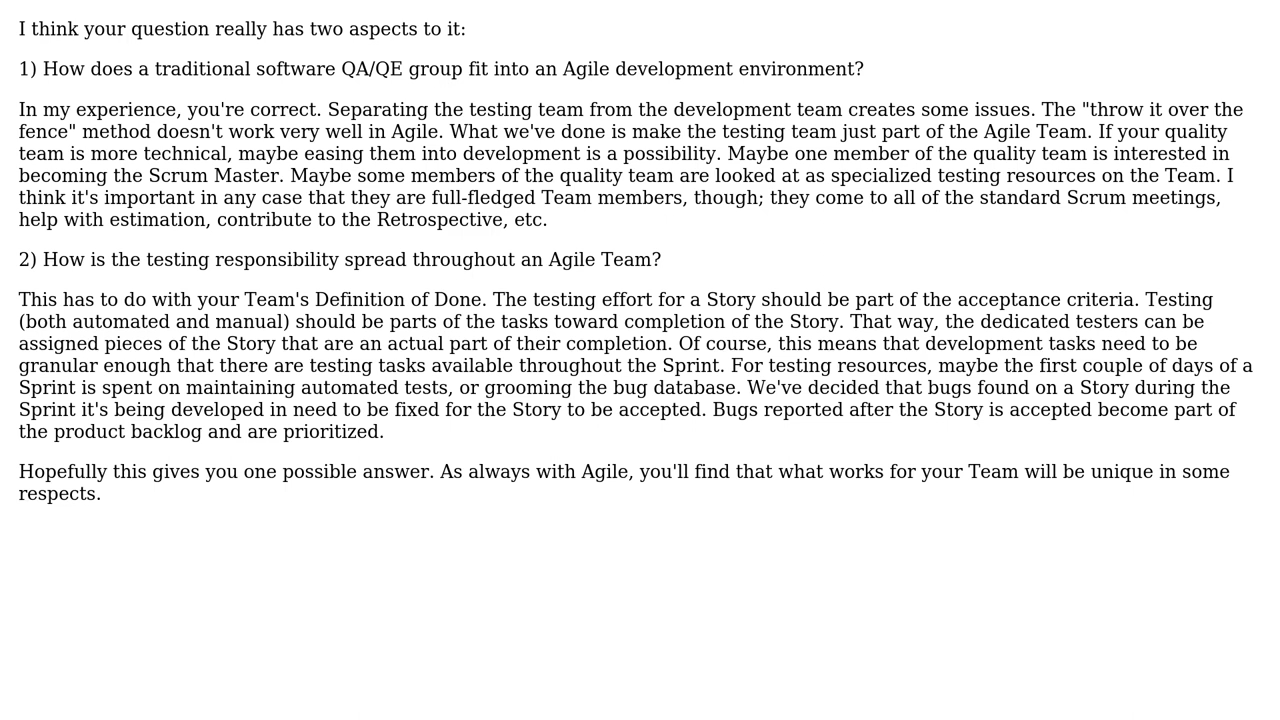 I think your question really has two aspects to it:
1) How does a traditional software QA/QE group fit into an Agile development environment?
In my experience, you're correct. Separating the testing team from the development team creates some issues. The "throw it over the
fence" method doesn't work very well in Agile. What we've done is make the testing team just part of the Agile Team. If your quality
team is more technical, maybe easing them into development is a possibility. Maybe one member of the quality team is interested in
becoming the Scrum Master. Maybe some members of the quality team are looked at as specialized testing resources on the Team. I
think it's important in any case that they are full-fledged Team members, though; they come to all of the standard Scrum meetings,
help with estimation, contribute to the Retrospective, etc.
2) How is the testing responsibility spread throughout an Agile Team?
This has to do with your Team's Definition of Done. The testing effort for a Story should be part of the acceptance criteria. Testing
(both automated and manual) should be parts of the tasks toward completion of the Story. That way, the dedicated testers can be
assigned pieces of the Story that are an actual part of their completion. Of course, this means that development tasks need to be
granular enough that there are testing tasks available throughout the Sprint. For testing resources, maybe the first couple of days of a
Sprint is spent on maintaining automated tests, or grooming the bug database. We've decided that bugs found on a Story during the
Sprint it's being developed in need to be fixed for the Story to be accepted. Bugs reported after the Story is accepted become part of
the product backlog and are prioritized.
Hopefully this gives you one possible answer. As always with Agile, you'll find that what works for your Team will be unique in some
respects.